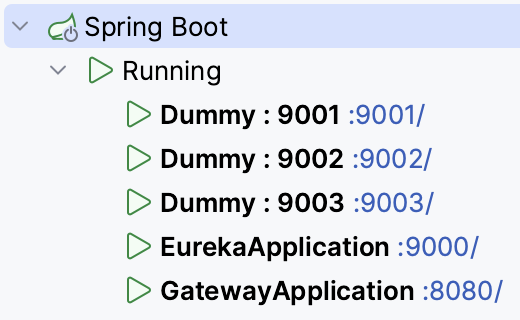 Spring Boot
Running
Dummy : 9001 :9001/
Dummy : 9002 :9002/
Dummy : 9003 :9003/
EurekaApplication :9000/
GatewayApplication :8080/